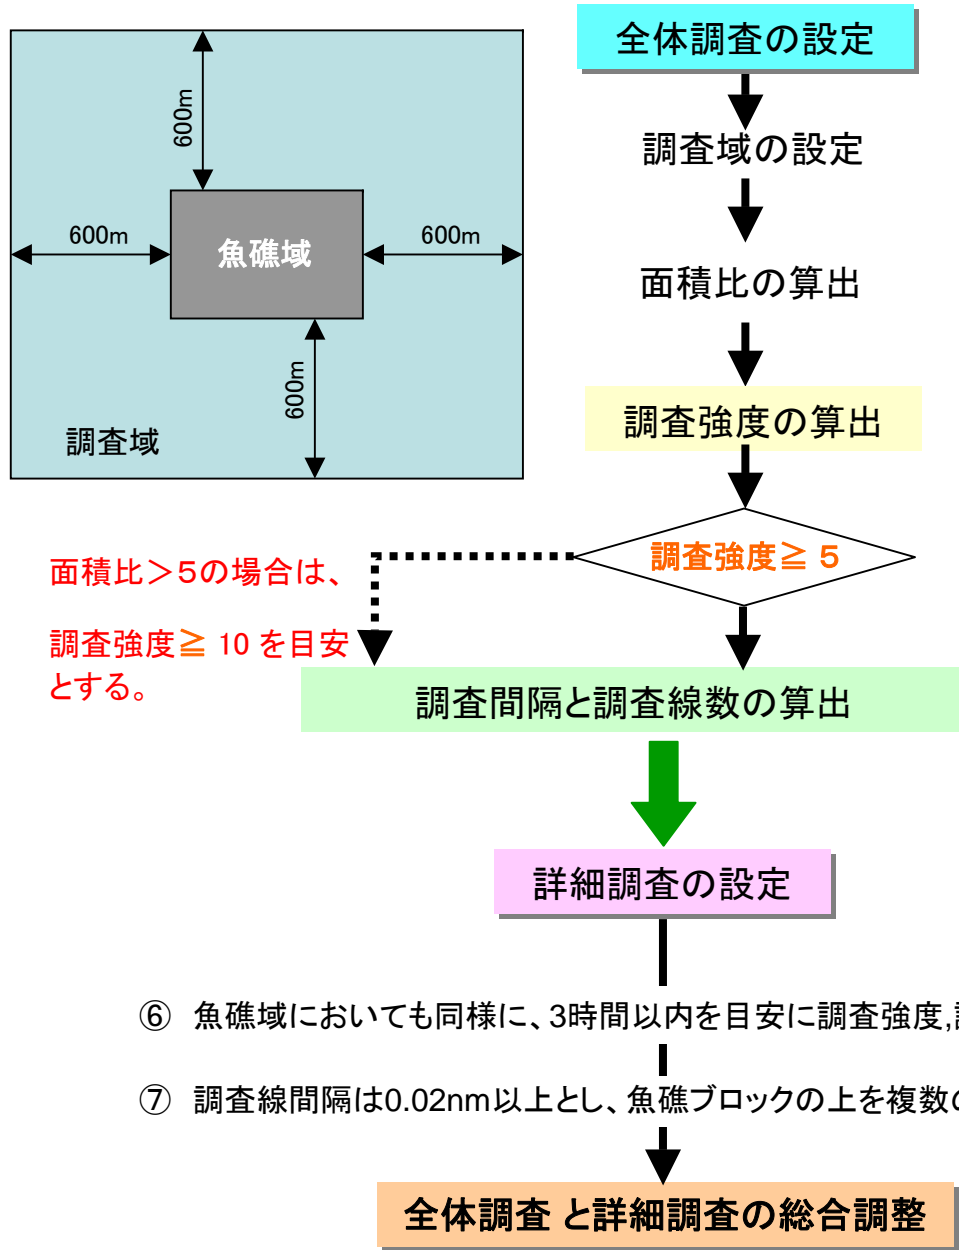 全体調査の設定
調査域の設定
面積比の算出
調査強度の算出
調査強度≧ 5
600m
600m
魚礁域
600m
600m
調査域
面積比＞5の場合は、
調査強度≧ 10 を目安
とする。
調査間隔と調査線数の算出
詳細調査の設定
⑥ 魚礁域においても同様に、3時間以内を目安に調査強度,
⑦ 調査線間隔は0.02nm以上とし、魚礁ブロックの上を複数
全体調査 と詳細調査の総合調整